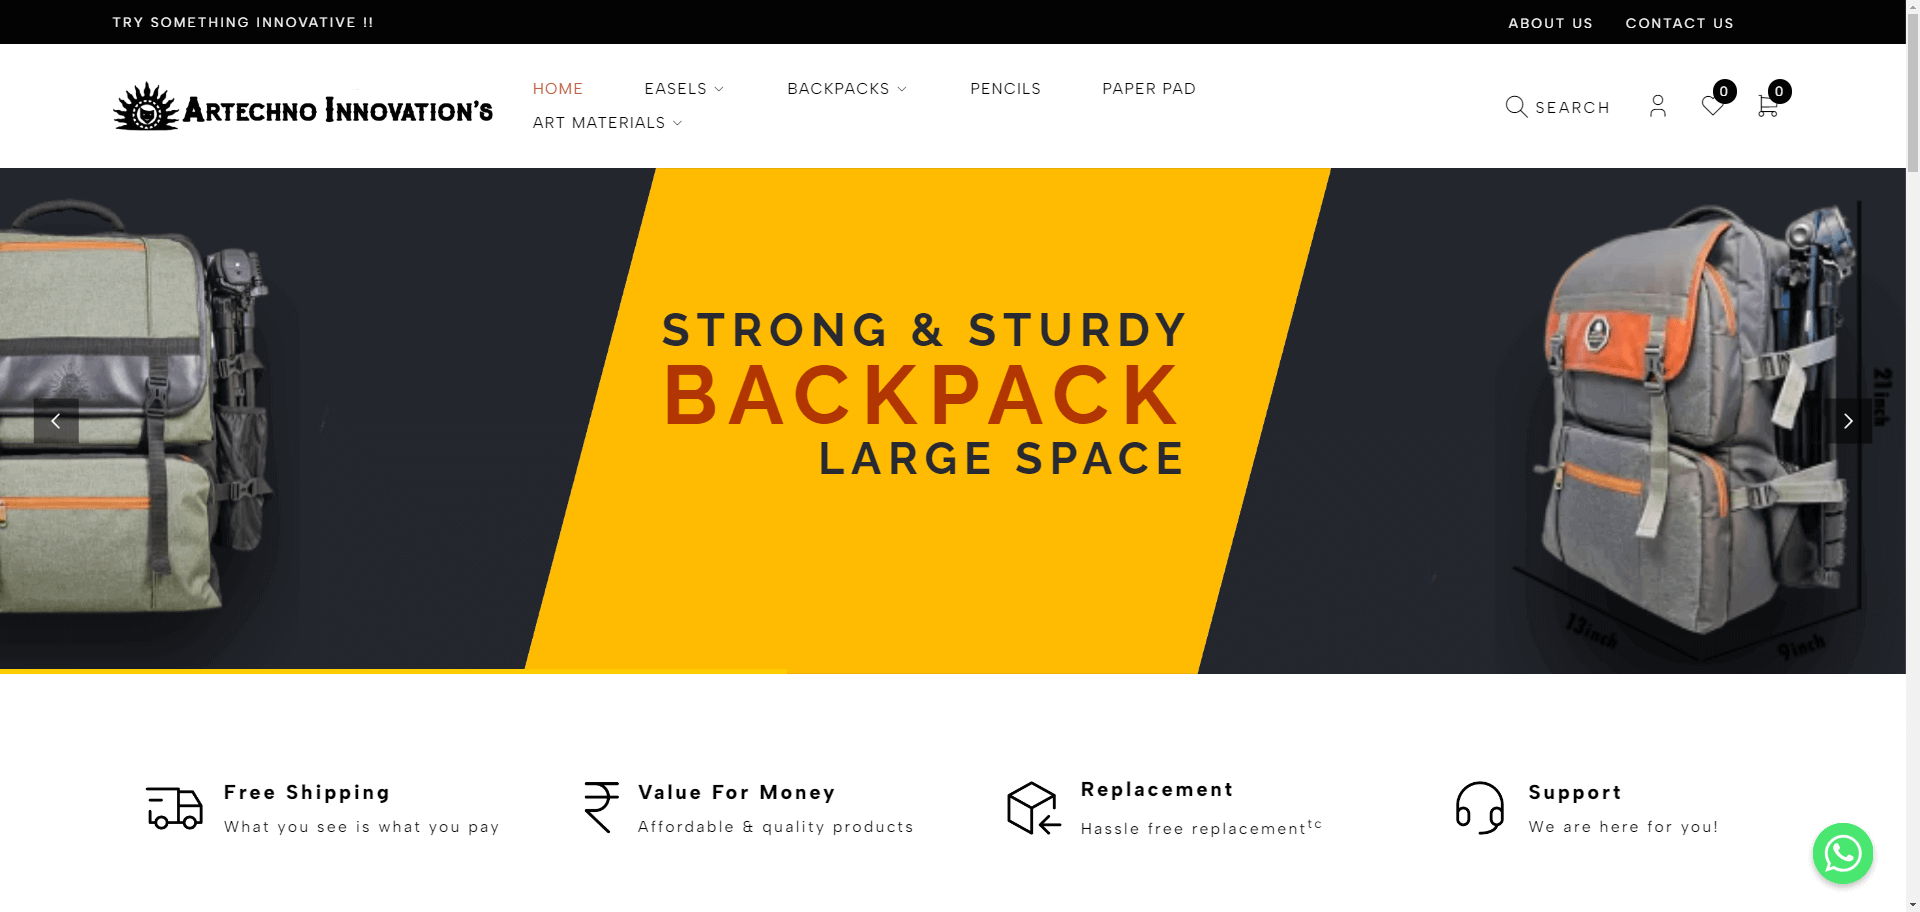 TRY SOMETHING INNOVATIVE !!
ABOUT US
CONTACT US
ARTECHNO INNOVATION'S
HOME
EASELS
BACKPACKS
PENCILS
PAPER PAD
ART MATERIALS
SEARCH
0
0
STRONG & STURDY
BACKPACK
LARGE SPACE
21inch
13inch
9inch
Free Shipping
What you see is what you pay
Value For Money
Affordable & quality products
Replacement
Hassle free replacementtc
Support
We are here for you!